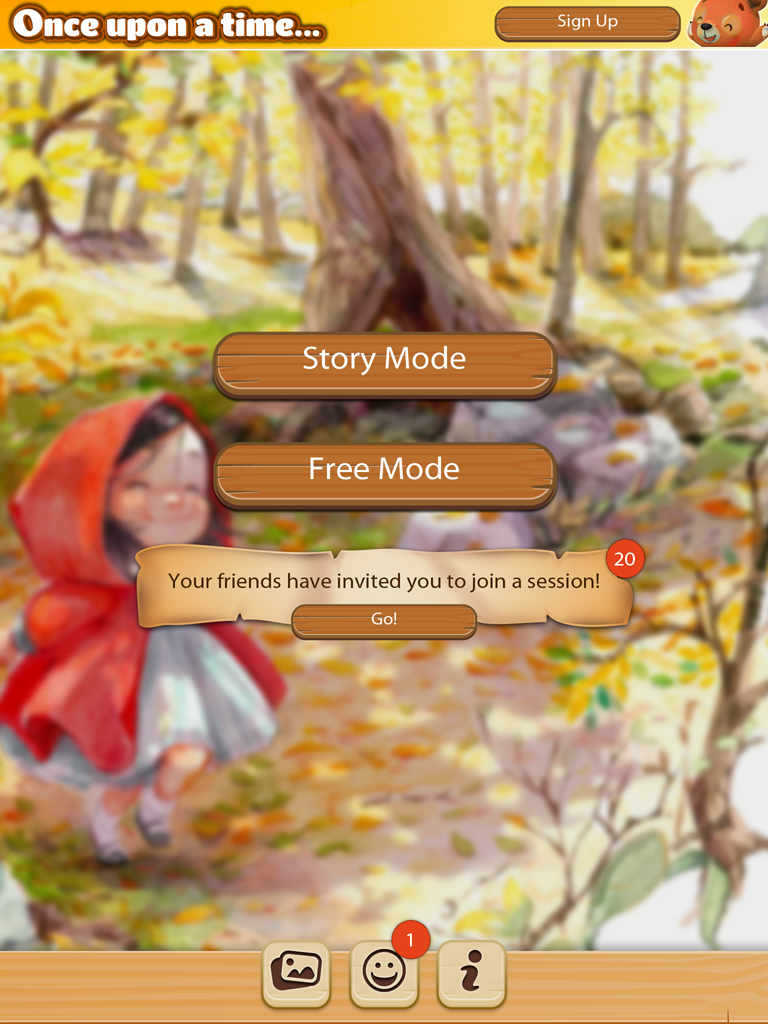 Once upon a time...
Sign Up
Story Mode
Free Mode
20
Your friends have invited you to join a session!
Go!
1
i